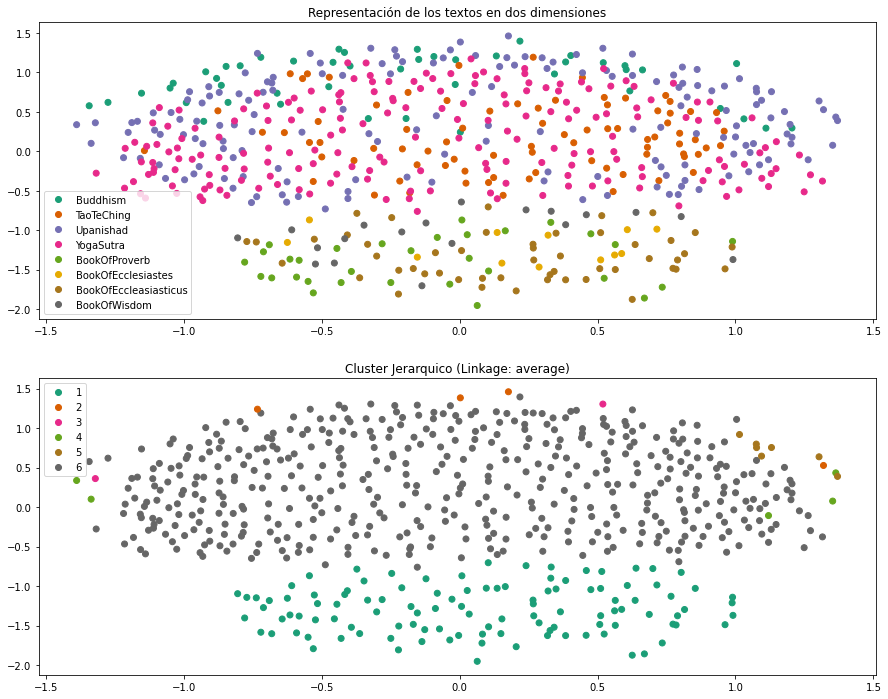 Representación de los textos en dos dimensiones
1.5
1.0
0.5
0.0
−0.5
−1.0
−1.5
−2.0
Buddhism
TaoTeChing
Upanishad
YogaSutra
BookOfProverb
BookOfEcclesiastes
BookOfEccleasiasticus
BookOfWisdom
−1.5 −1.0 −0.5 0.0 0.5 1.0 1.5
Cluster Jerarquico (Linkage: average)
1.5
1.0
0.5
0.0
−0.5
−1.0
−1.5
−2.0
1
2
3
4
5
6
−1.5 −1.0 −0.5 0.0 0.5 1.0 1.5